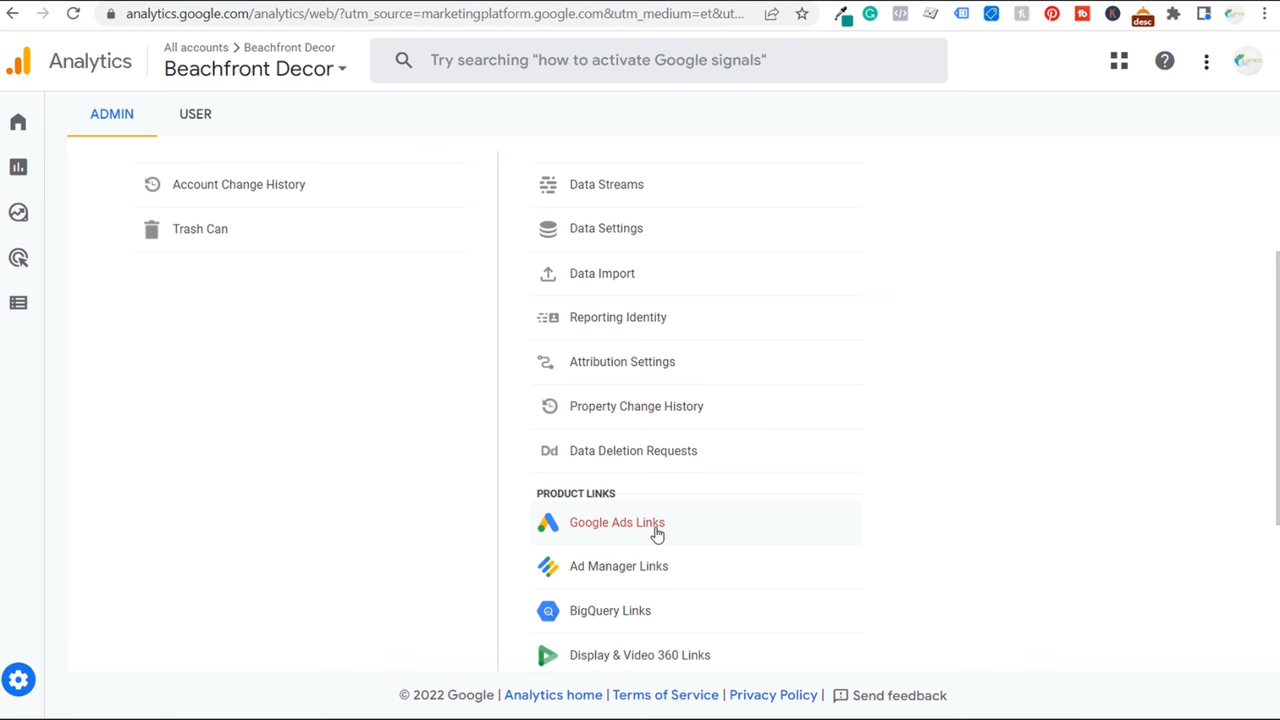 analytics.google.com/analytics/web/?utm_source=marketingplatform.google.com&utm_medium=et&ut...
desc
Analytics
All accounts > Beachfront Decor
Beachfront Decor
Try searching "how to activate Google signals"
ADMIN
USER
Account Change History
Trash Can
Data Streams
Data Settings
Data Import
Reporting Identity
Attribution Settings
Property Change History
Dd Data Deletion Requests
PRODUCT LINKS
Google Ads Links
Ad Manager Links
BigQuery Links
Display & Video 360 Links
© 2022 Google | Analytics home | Terms of Service | Privacy Policy | Send feedback